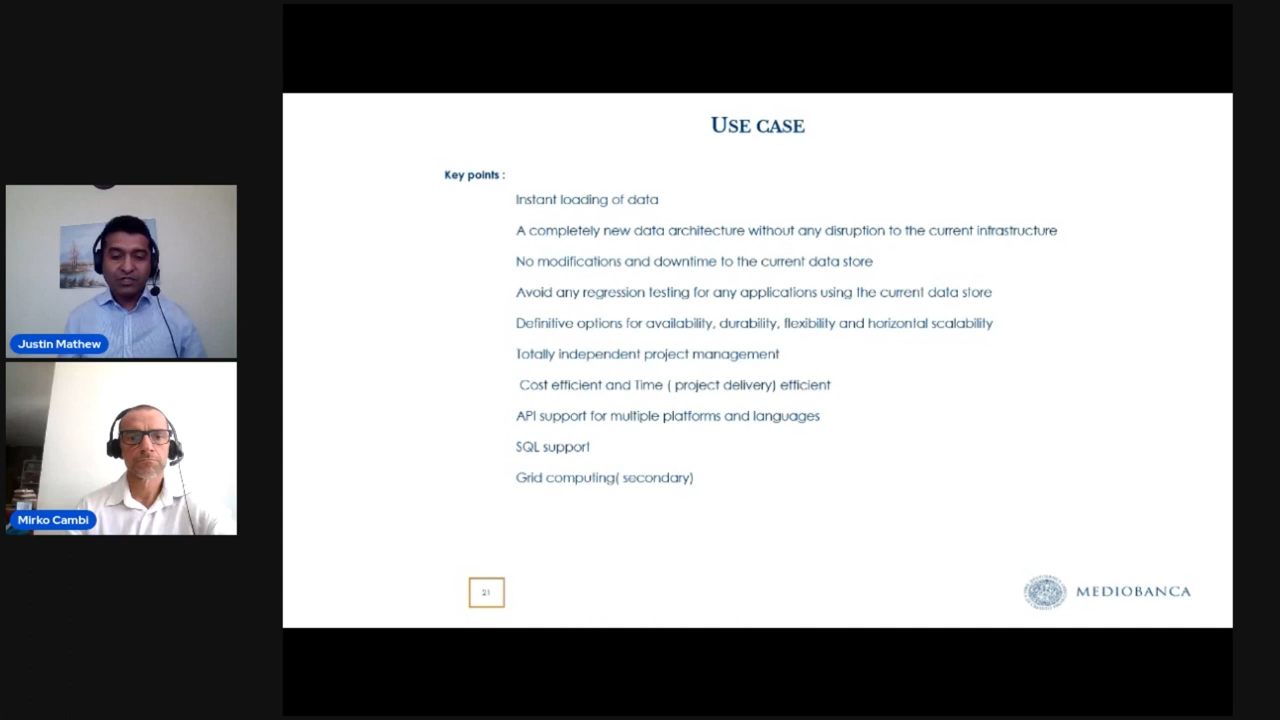 USE CASE
Key points :
Instant loading of data
A completely new data architecture without any disruption to the current infrastructure
No modifications and downtime to the current data store
Avoid any regression testing for any applications using the current data store
Definitive options for availability, durability, flexibility and horizontal scalability
Totally independent project management
Cost efficient and Time ( project delivery) efficient
API support for multiple platforms and languages
SQL support
Grid computing( secondary)
21
MEDIOBANCA
Justin Mathew
Mirko Cambi